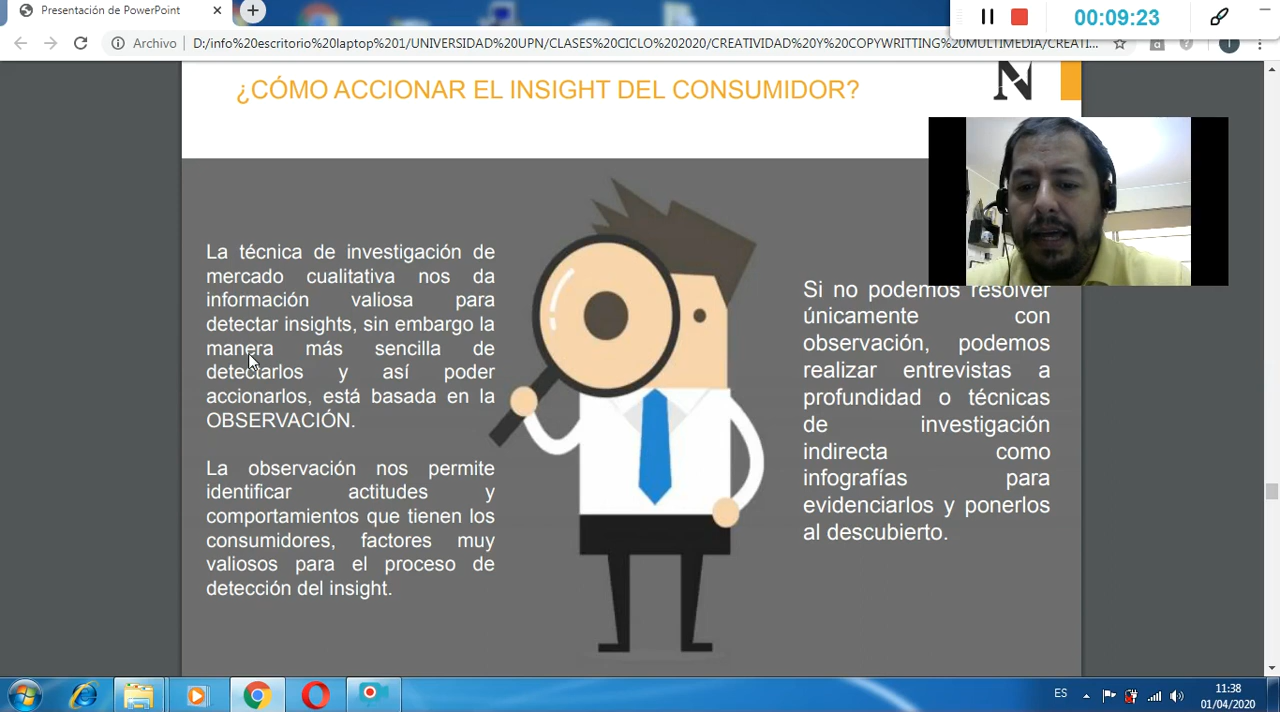 Presentación de PowerPoint
00:09:23
Archivo
D:/info%20escritorio%20laptop%201/UNIVERSIDAD%20UPN/CLASES%20CICLO%202020/CREATIVIDAD%20Y%20COPYWRITTING%20MULTIMEDIA/CREATI...
¿CÓMO ACCIONAR EL INSIGHT DEL CONSUMIDOR?
N
La técnica de investigación de
mercado cualitativa nos da
información valiosa para
detectar insights, sin embargo la
manera más sencilla de
detectarlos y así poder
accionarlos, está basada en la
OBSERVACIÓN.
La observación nos permite
identificar actitudes y
comportamientos que tienen los
consumidores, factores muy
valiosos para el proceso de
detección del insight.
Si no podemos resolver
únicamente con
observación, podemos
realizar entrevistas a
profundidad o técnicas
de investigación
indirecta como
infografías para
evidenciarlos y ponerlos
al descubierto.
ES
11:38
01/04/2020